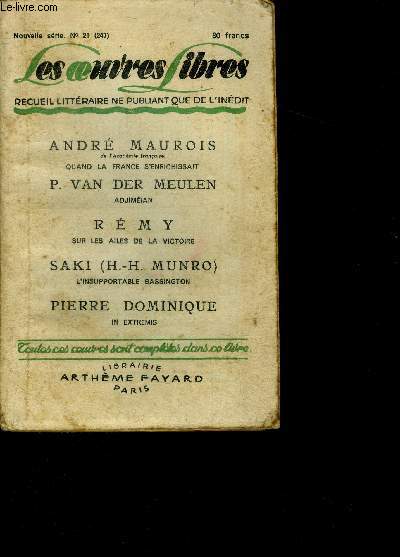 © www.le-livre.com
Nouvelle série. Nº 21 (247)
80 francs
Les œuvres Libres
RECUEIL LITTÉRAIRE NE PUBLIANT QUE DE L'INÉDIT
ANDRÉ MAUROIS
de l'Académie française
QUAND LA FRANCE S'ENRICHISSAIT
P. VAN DER MEULEN
ADJIMÉIAN
RÉMY
SUR LES AILES DE LA VICTOIRE
SAKI (H.-H. MUNRO)
L'INSUPPORTABLE BASSINGTON
PIERRE DOMINIQUE
IN EXTREMIS
Toutes ces œuvres sont complètes dans ce livre
LIBRAIRIE
ARTHÈME FAYARD
PARIS